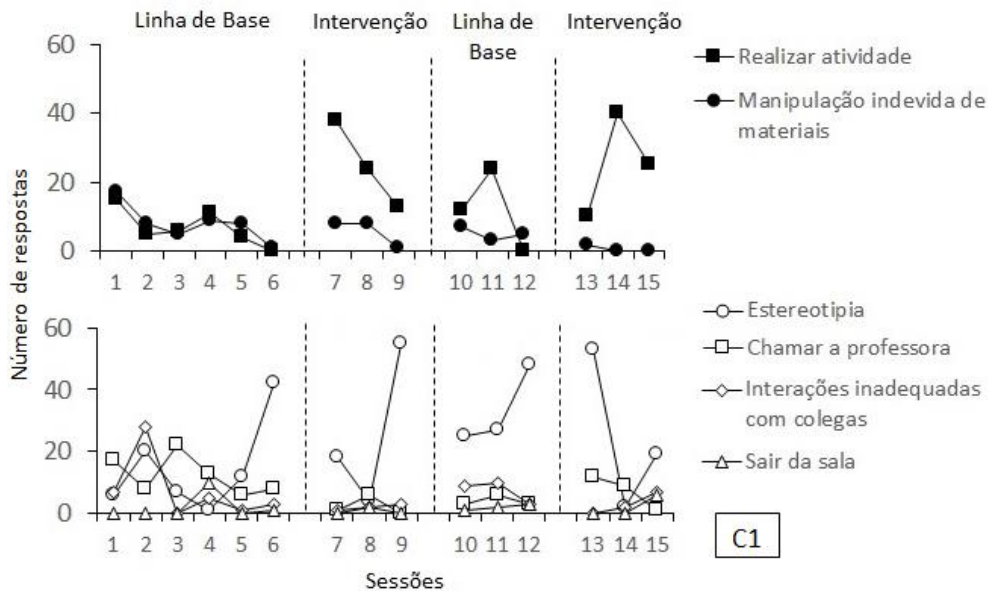 Linha de Base
Intervenção
Linha de
Base
Intervenção
60
40
20
0
1 2 3 4 5 6 7 8 9 10 11 12 13 14 15
Realizar atividade
Manipulação indevida de
materiais
Número de respostas
60
40
20
0
1 2 3 4 5 6 7 8 9 10 11 12 13 14 15
Estereotipia
Chamar a professora
Interações inadequadas
com colegas
Sair da sala
C1
Sessões